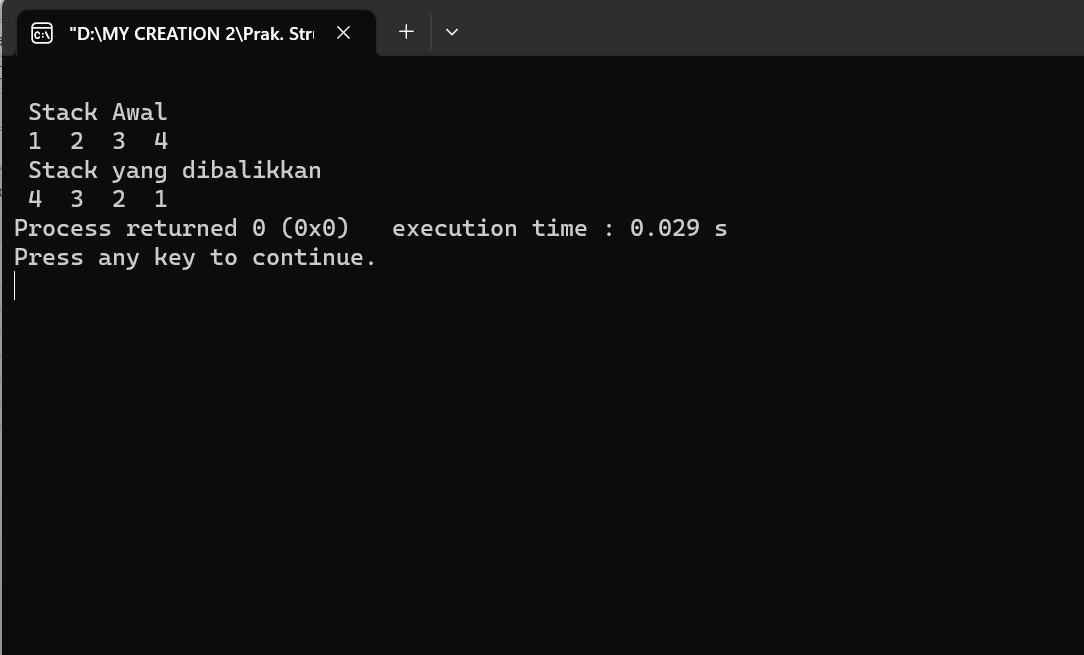 "D:\MY CREATION 2\Prak. Str
Stack Awal
1 2 3 4
Stack yang dibalikkan
4 3 2 1
Process returned 0 (0x0) execution time : 0.029 s
Press any key to continue.